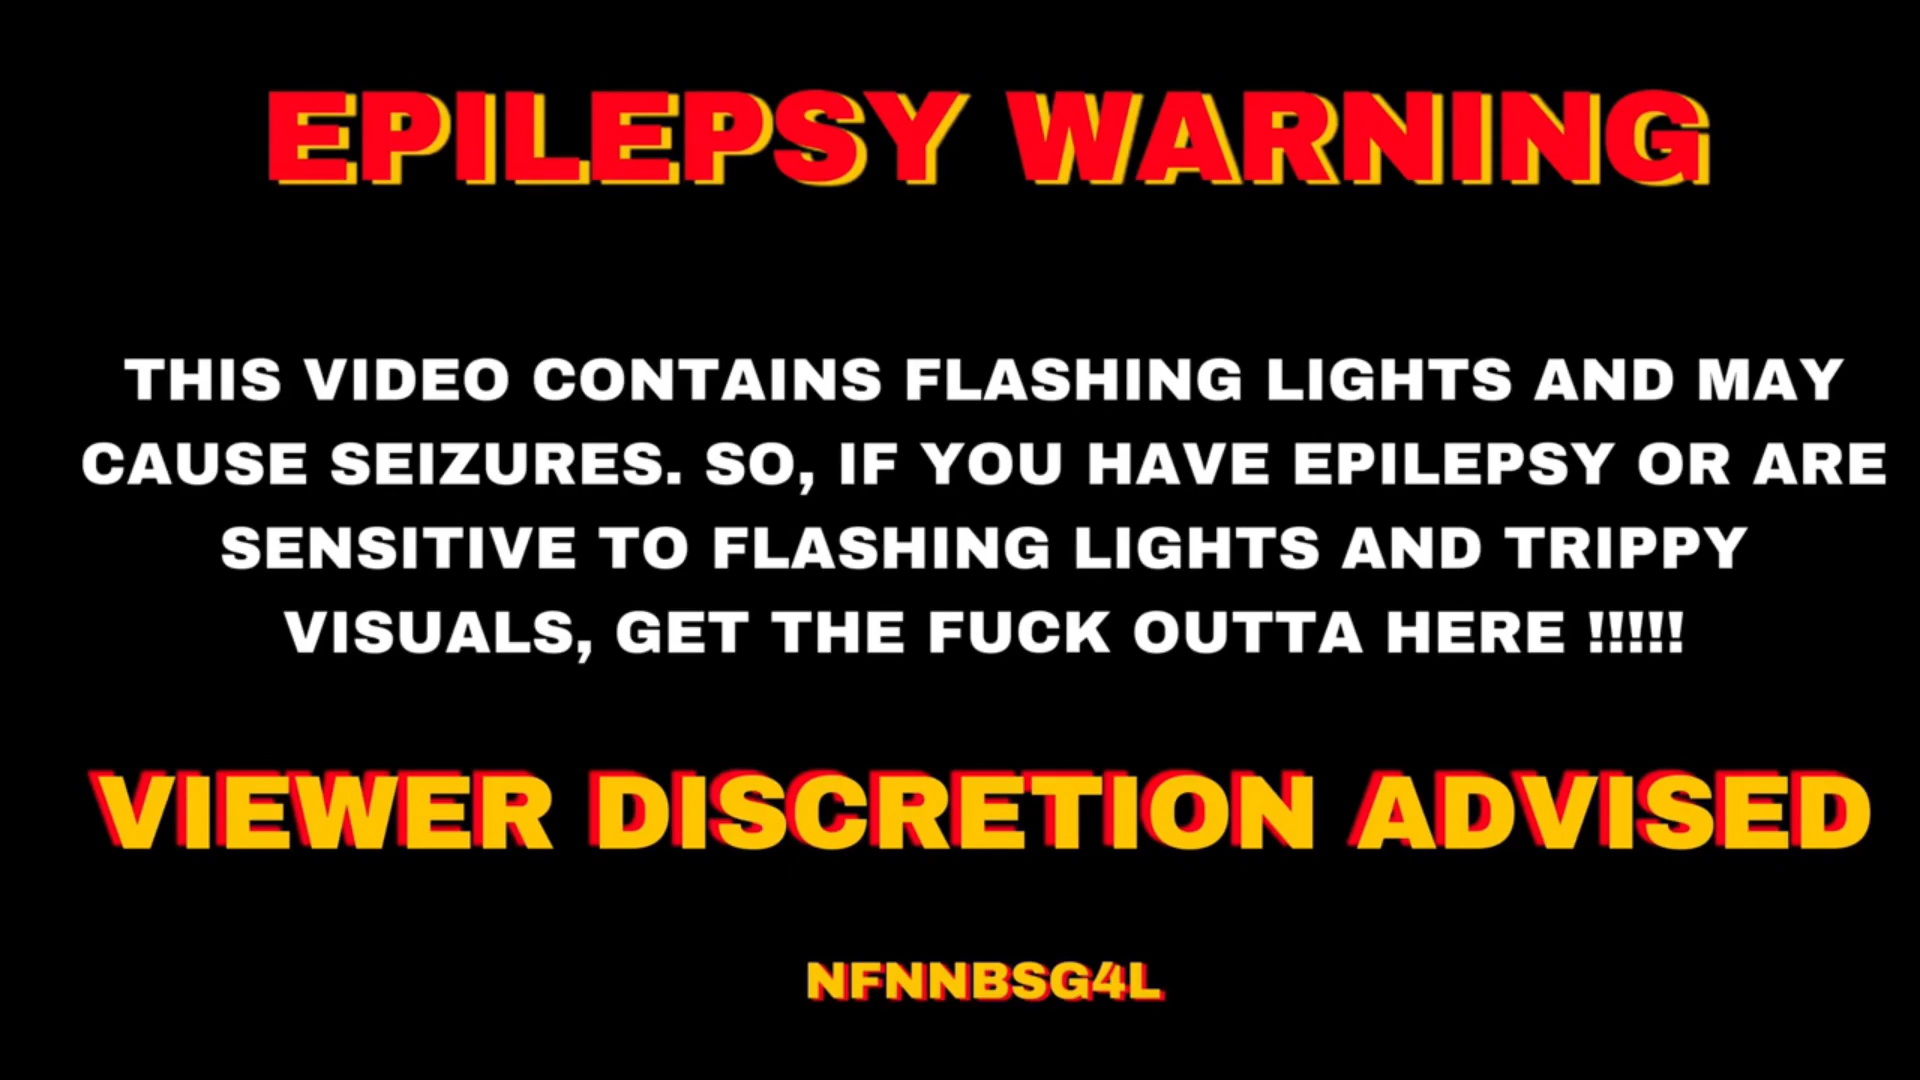 EPILEPSY WARNING
THIS VIDEO CONTAINS FLASHING LIGHTS AND MAY
CAUSE SEIZURES. SO, IF YOU HAVE EPILEPSY OR ARE
SENSITIVE TO FLASHING LIGHTS AND TRIPPY
VISUALS, GET THE FUCK OUTTA HERE !!!!!
VIEWER DISCRETION ADVISED
NFNNBSG4L